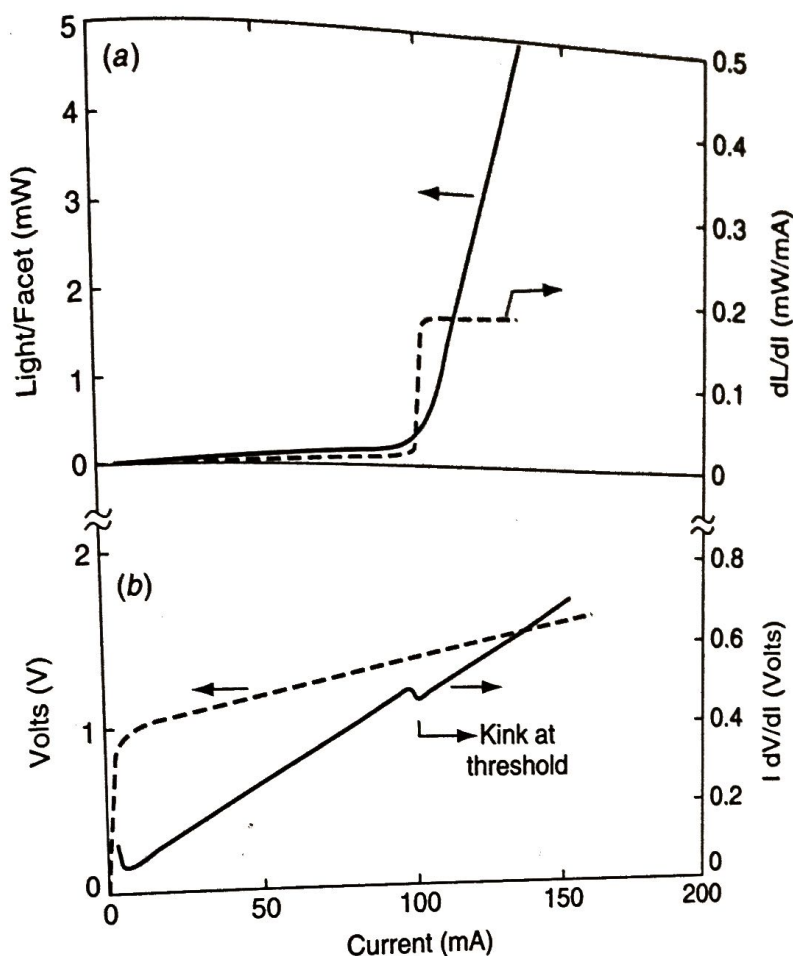 (a)
5
4
3
2
1
0
Light/Facet (mW)
0.5
0.4
0.3
0.2
0.1
0
dL/dI (mW/mA)
(b)
2
1
0
Volts (V)
0.8
0.6
0.4
0.2
0
I dV/dI (Volts)
Kink at
threshold
0
50
100
150
200
Current (mA)